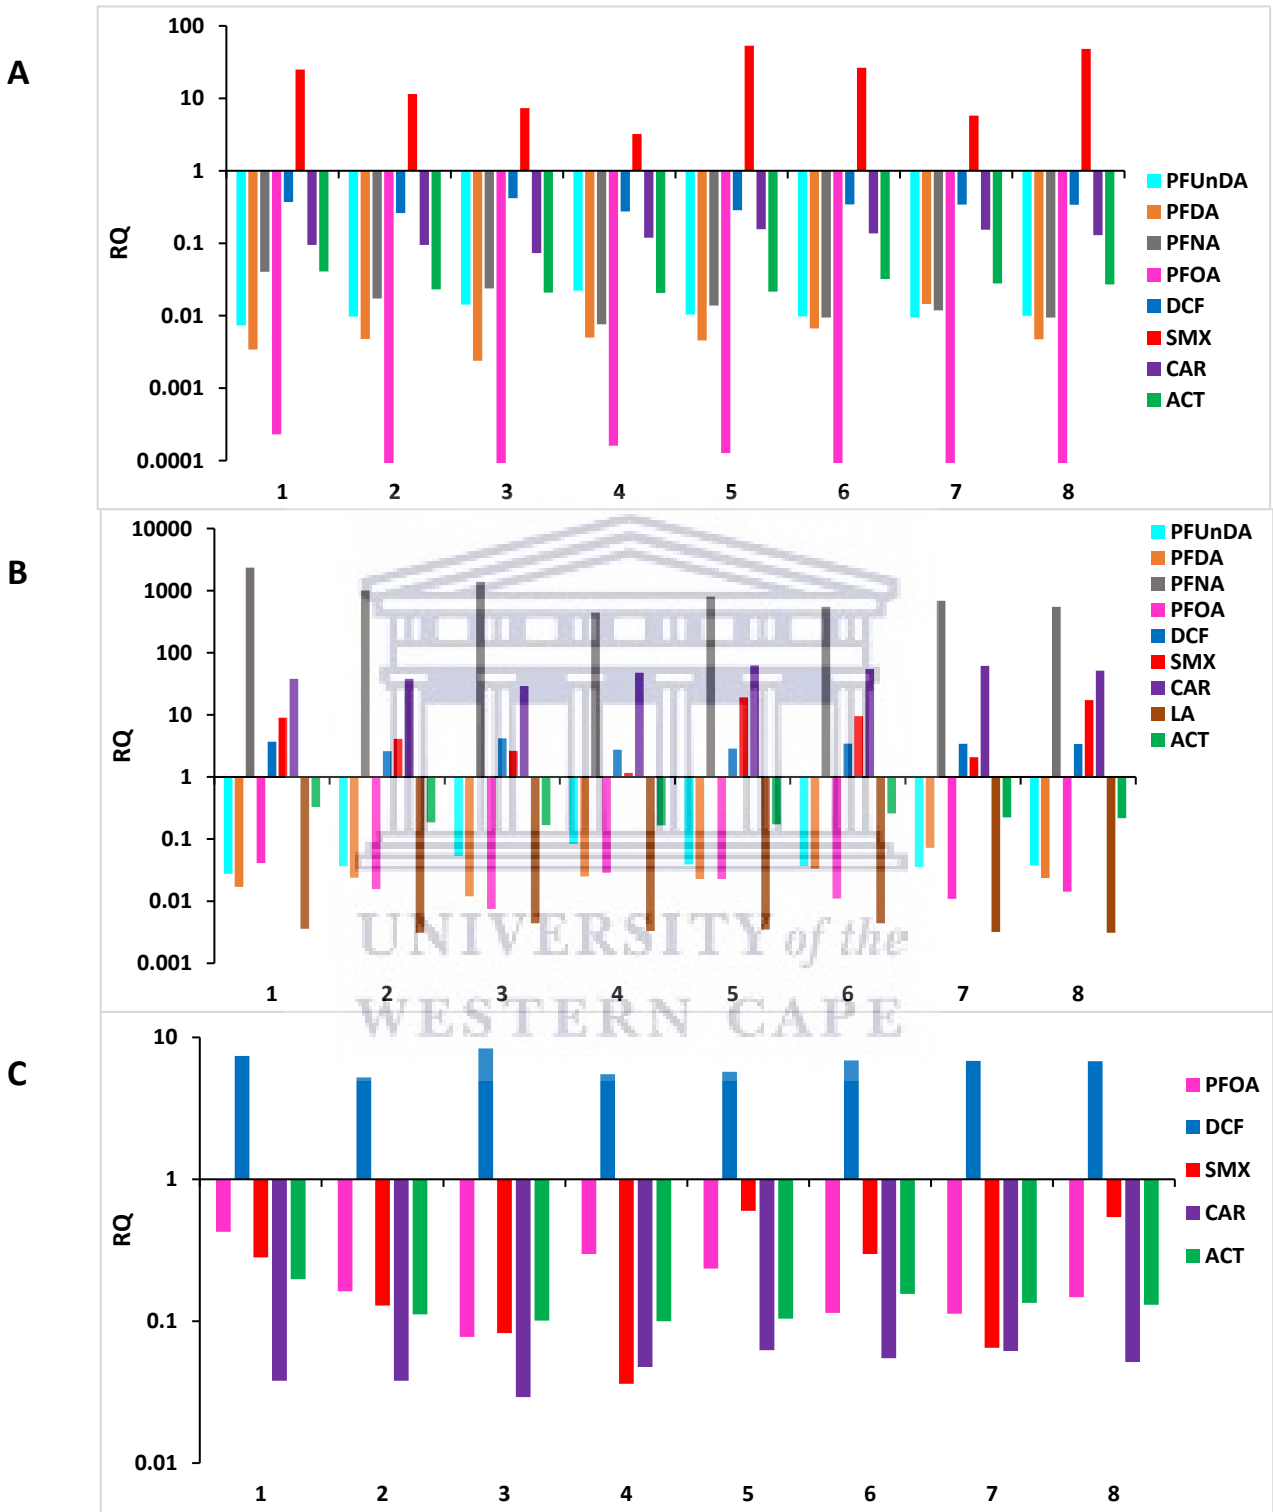 A
100
10
1
0.1
0.01
0.001
0.0001
RQ
1 2 3 4 5 6 7 8
PFUnDA
PFDA
PFNA
PFOA
DCF
SMX
CAR
ACT
B
10000
1000
100
10
1
0.1
0.01
0.001
RQ
1 2 3 4 5 6 7 8
PFUnDA
PFDA
PFNA
PFOA
DCF
SMX
CAR
LA
ACT
UNIVERSITY of the
WESTERN CAPE
C
10
1
0.1
0.01
RQ
1 2 3 4 5 6 7 8
PFOA
DCF
SMX
CAR
ACT